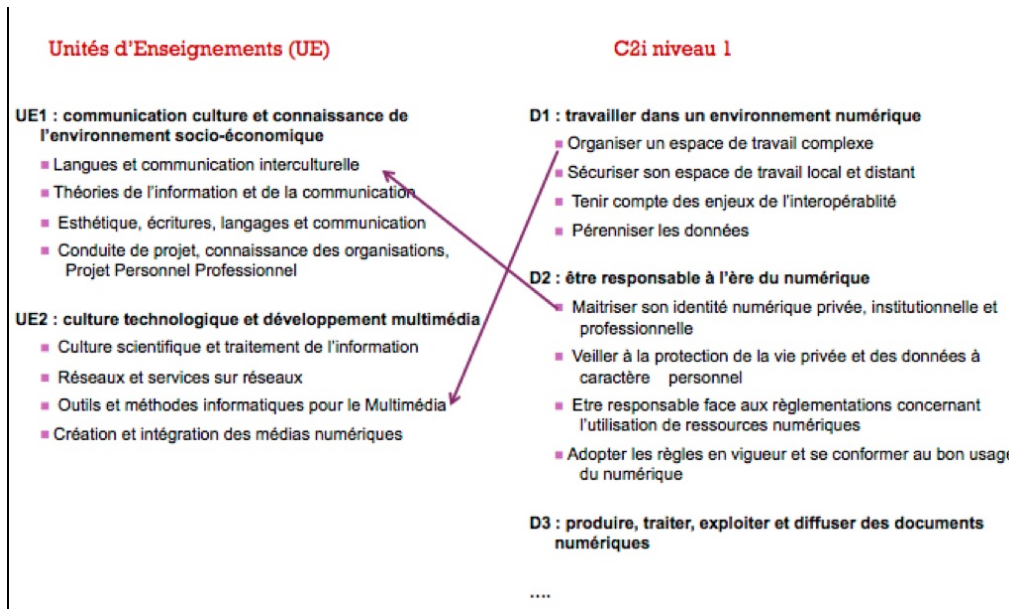 Unités d'Enseignements (UE)
UE1 : communication culture et connaissance de
l'environnement socio-économique
Langues et communication interculturelle
Théories de l'information et de la communication
Esthétique, écritures, langages et communication
Conduite de projet, connaissance des organisations,
Projet Personnel Professionnel
UE2 : culture technologique et développement multimédia
Culture scientifique et traitement de l'information
Réseaux et services sur réseaux
Outils et méthodes informatiques pour le Multimédia
Création et intégration des médias numériques
C2i niveau 1
D1 : travailler dans un environnement numérique
Organiser un espace de travail complexe
Sécuriser son espace de travail local et distant
Tenir compte des enjeux de l'interopérablité
Pérenniser les données
D2 : être responsable à l'ère du numérique
Maitriser son identité numérique privée, institutionnelle et
professionnelle
Veiller à la protection de la vie privée et des données à
caractère personnel
Etre responsable face aux règlementations concernant
l'utilisation de ressources numériques
Adopter les règles en vigueur et se conformer au bon usage
du numérique
D3 : produire, traiter, exploiter et diffuser des documents
numériques
....